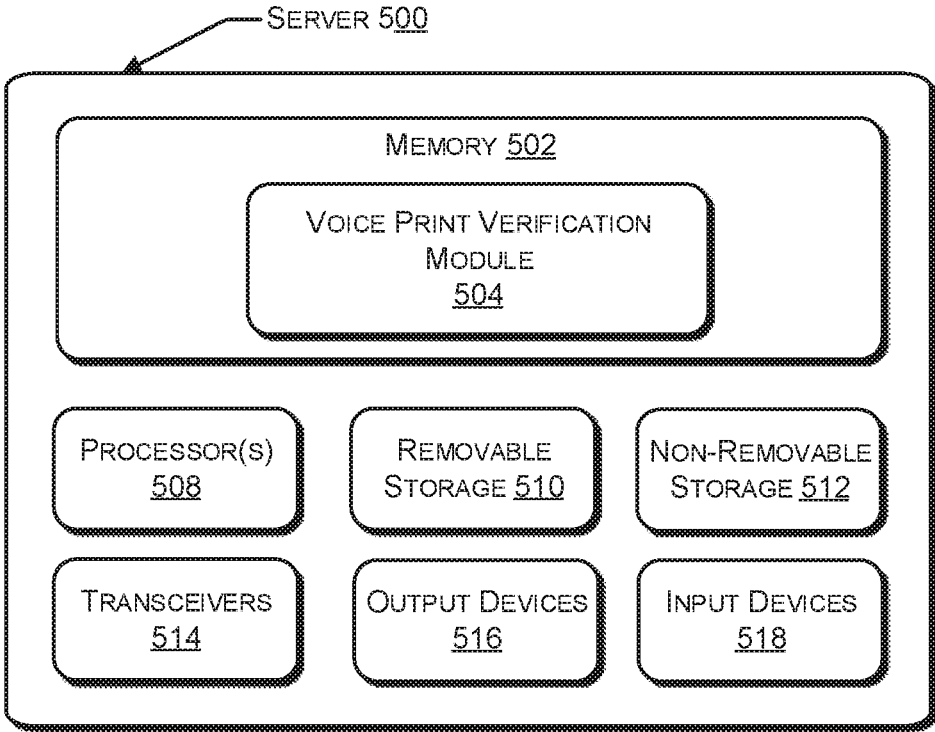 SERVER 500
MEMORY 502
VOICE PRINT VERIFICATION
MODULE
504
PROCESSOR(S)
508
REMOVABLE
STORAGE 510
NON-REMOVABLE
STORAGE 512
TRANSCEIVERS
514
OUTPUT DEVICES
516
INPUT DEVICES
518